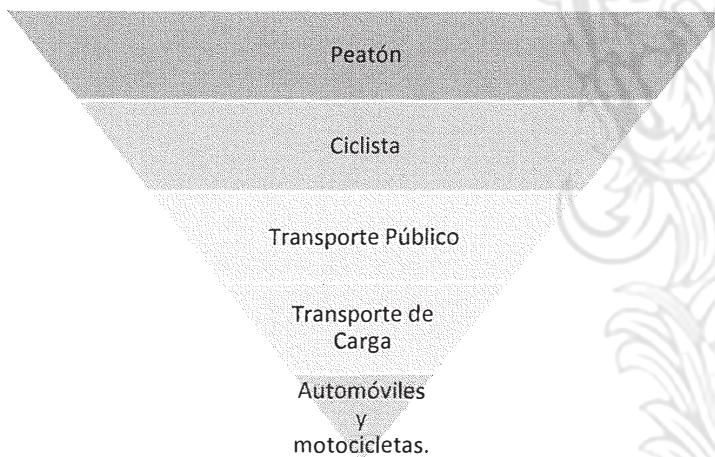 Peatón
Ciclista
Transporte Público
Transporte de
Carga
Automóviles
y
motocicletas.